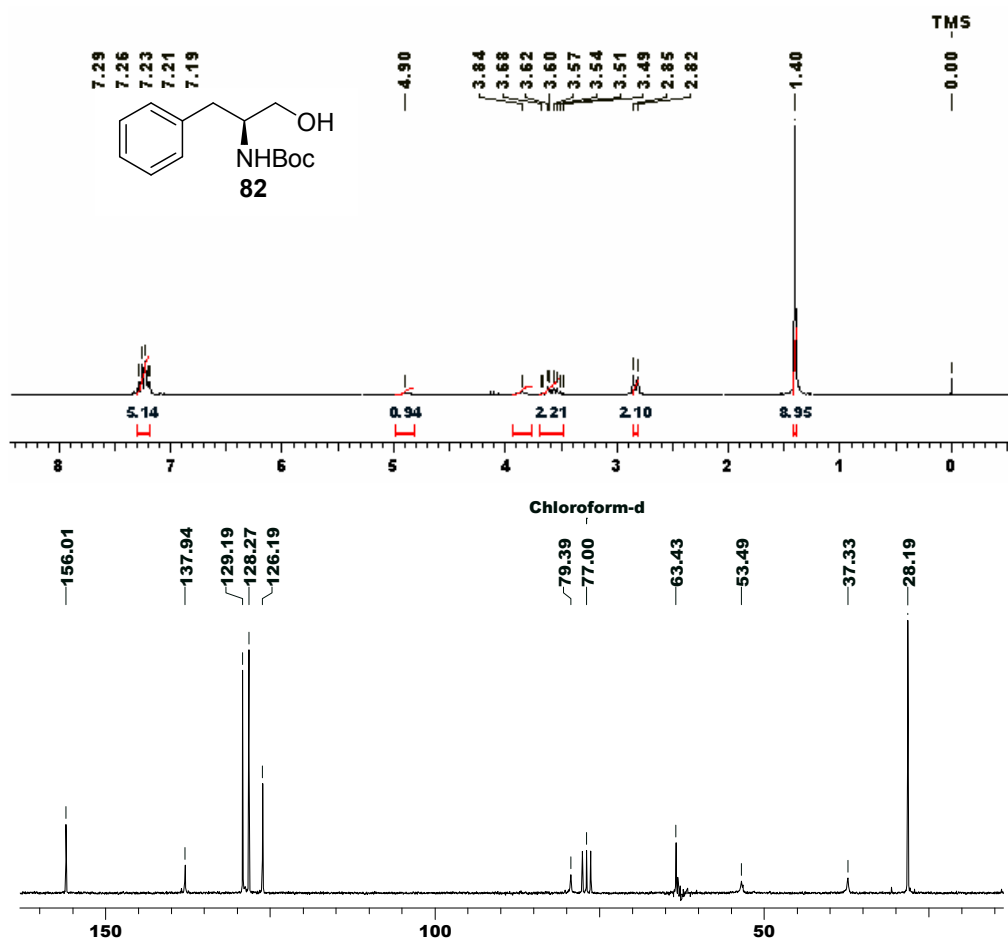 TMS
7.29 7.26 7.23 7.21 7.19 4.90 3.84 3.68 3.62 3.60 3.57 3.54 3.51 3.49 2.85 2.82 1.40 0.00
OH
NHBoc
82
5.14 0.94 2.21 2.10 8.95
8 7 6 5 4 3 2 1 0
Chloroform-d
156.01 137.94 129.19 128.27 126.19 79.39 77.00 63.43 53.49 37.33 28.19
150 100 50